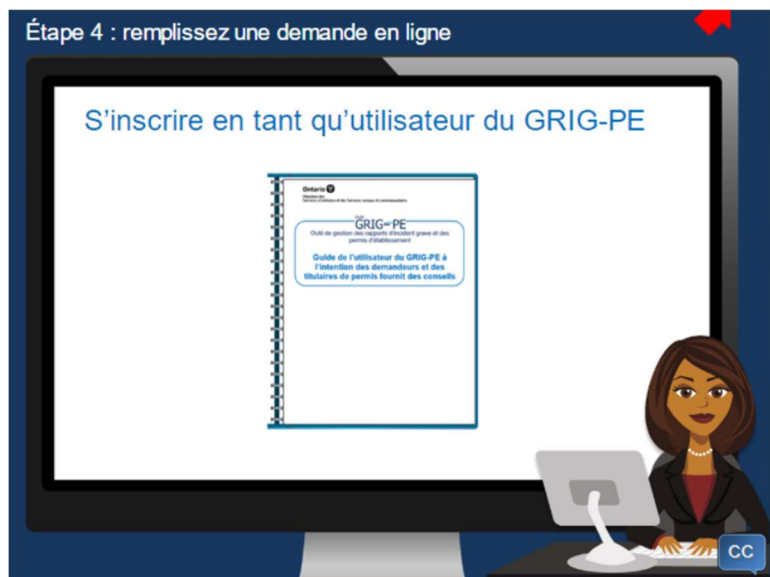 Étape 4 : remplissez une demande en ligne
S'inscrire en tant qu'utilisateur du GRIG-PE
Ontario
GRIG-PE
Outil de gestion des rapports d'incident grave et des
permis d'établissement
Guide de l'utilisateur du GRIG-PE à
l'intention des demandeurs et des
titulaires de permis fournit des conseils
CC